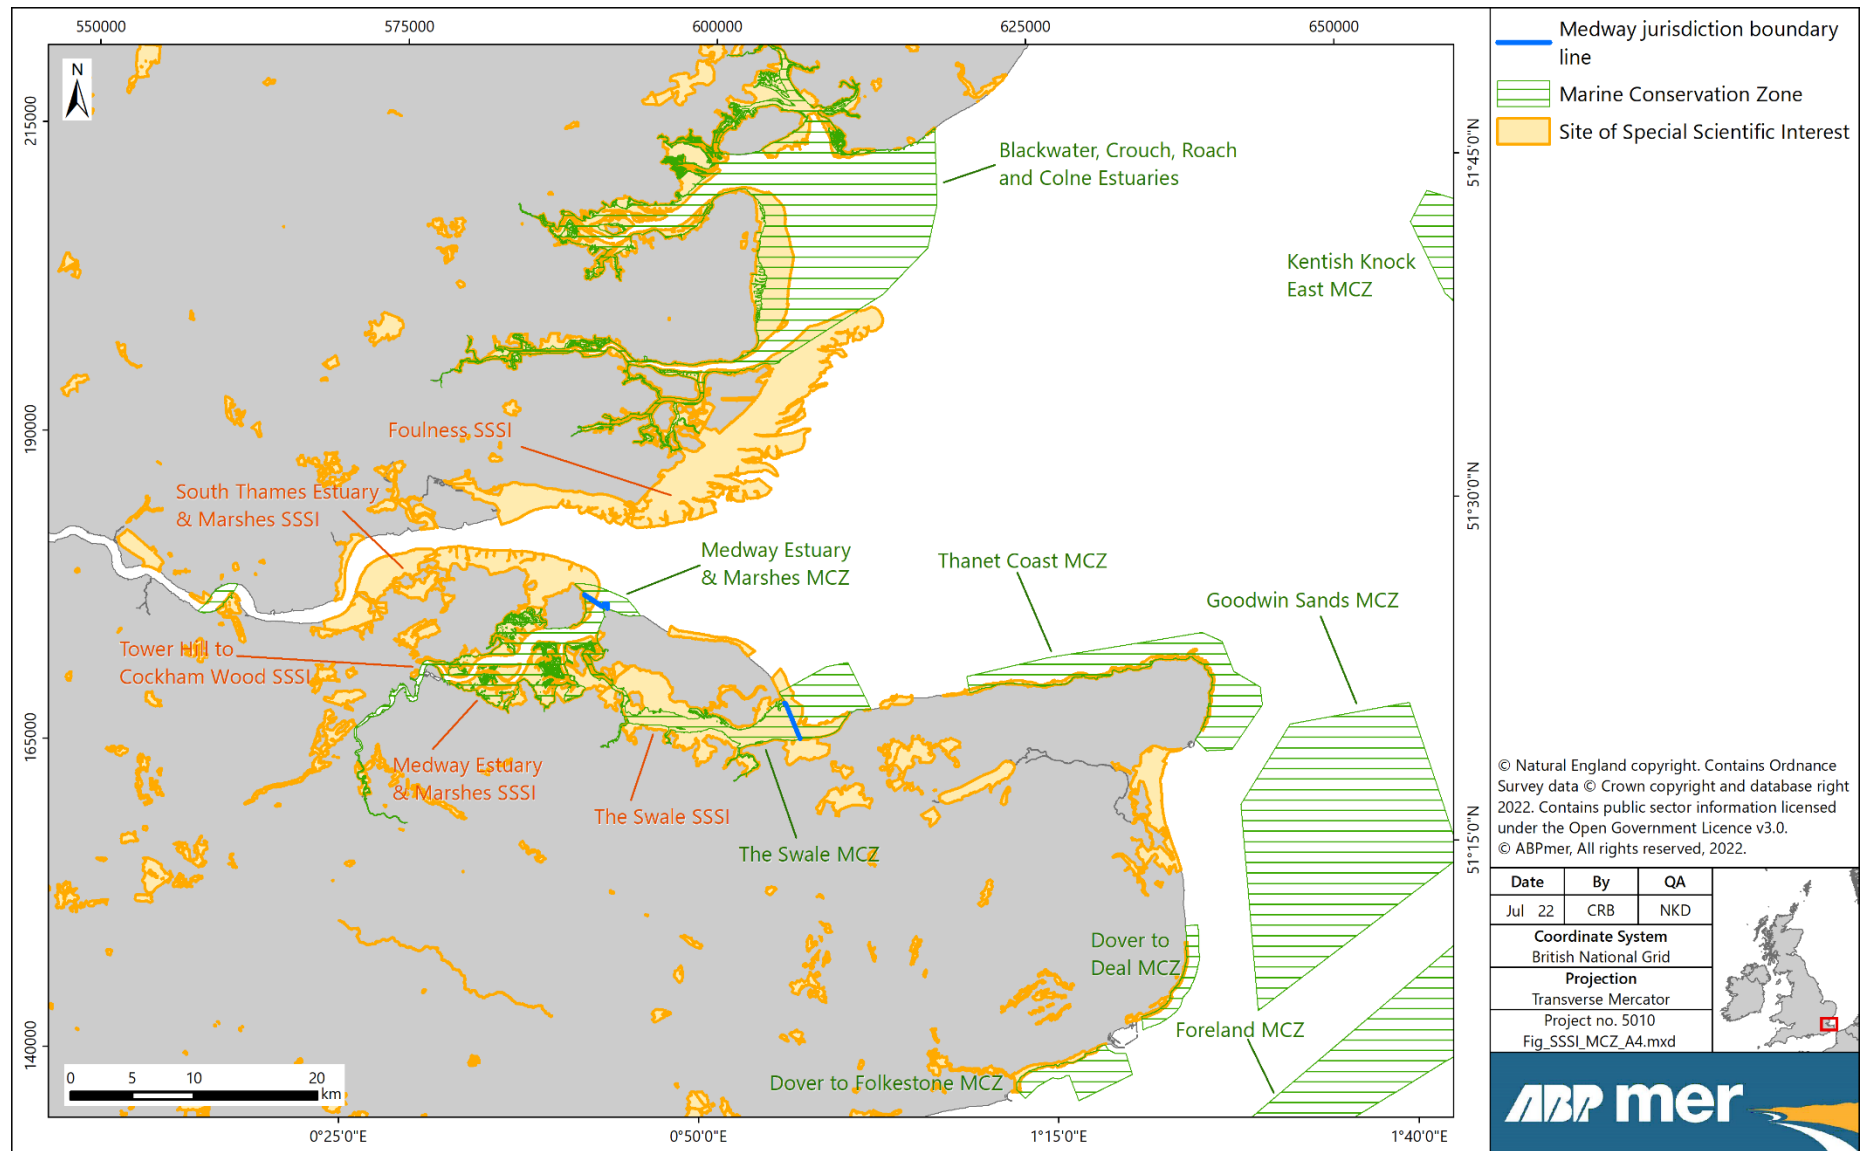 550000
575000
600000
625000
650000
N
215000
190000
165000
140000
51°45'0"N
51°30'0"N
51°15'0"N
Blackwater, Crouch, Roach
and Colne Estuaries
Kentish Knock
East MCZ
Foulness SSSI
South Thames Estuary
& Marshes SSSI
Medway Estuary
& Marshes MCZ
Thanet Coast MCZ
Goodwin Sands MCZ
Tower Hill to
Cockham Wood SSSI
Medway Estuary
& Marshes SSSI
The Swale SSSI
The Swale MCZ
Dover to
Deal MCZ
Foreland MCZ
Dover to Folkestone MCZ
0 5 10 20
km
0°25'0"E
0°50'0"E
1°15'0"E
1°40'0"E
Medway jurisdiction boundary
line
Marine Conservation Zone
Site of Special Scientific Interest
© Natural England copyright. Contains Ordnance
Survey data © Crown copyright and database right
2022. Contains public sector information licensed
under the Open Government Licence v3.0.
© ABPmer, All rights reserved, 2022.
Date By QA
Jul 22 CRB NKD
Coordinate System
British National Grid
Projection
Transverse Mercator
Project no. 5010
Fig_SSSI_MCZ_A4.mxd
ABP mer